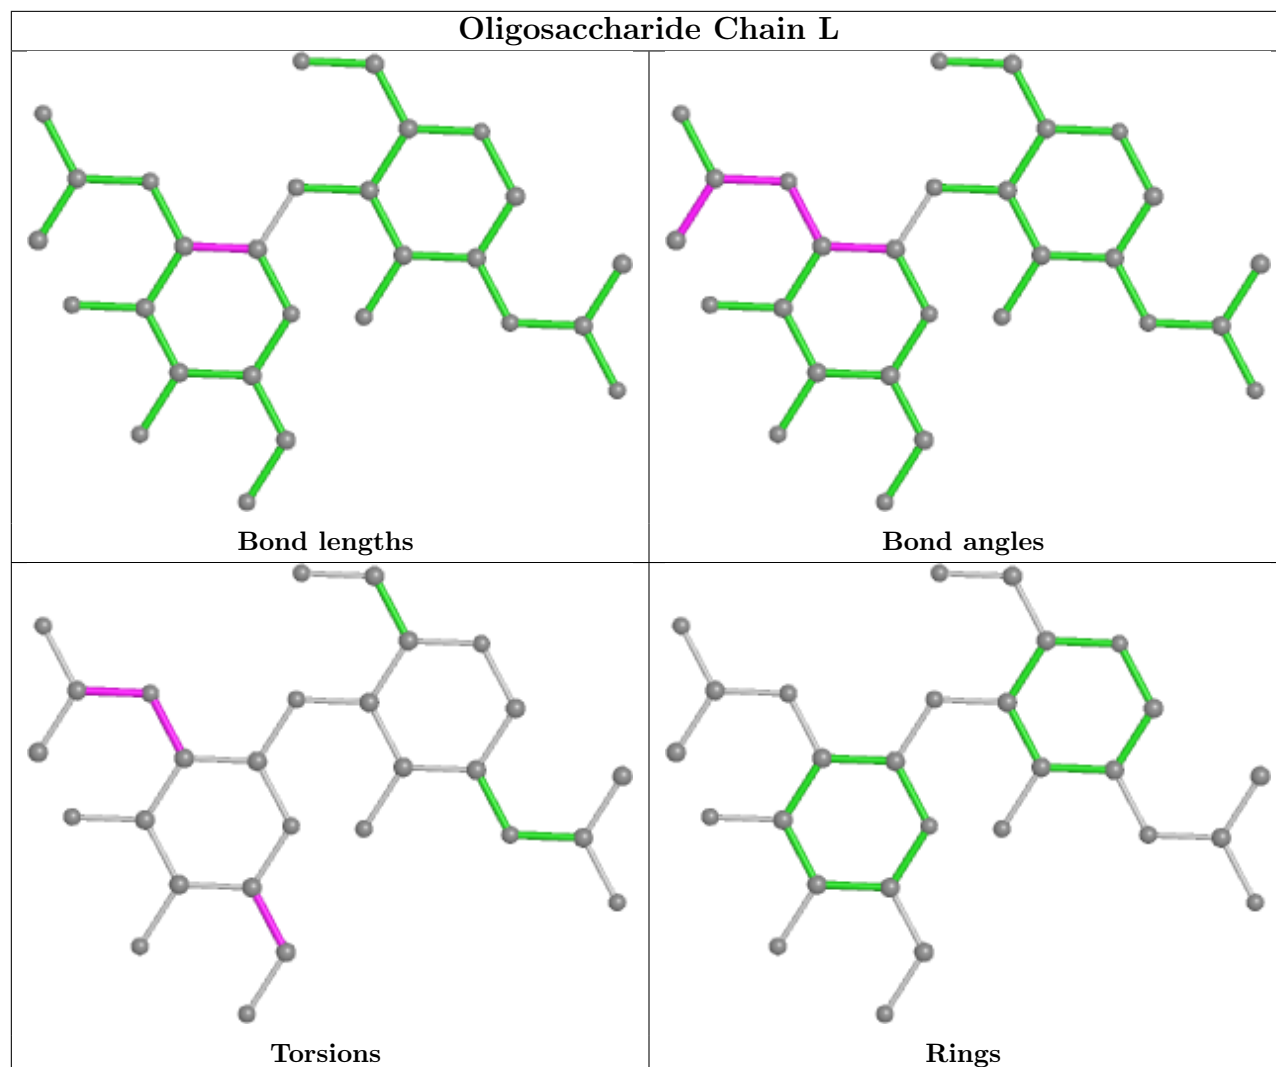 Oligosaccharide Chain L
Bond lengths
Bond angles
Torsions
Rings